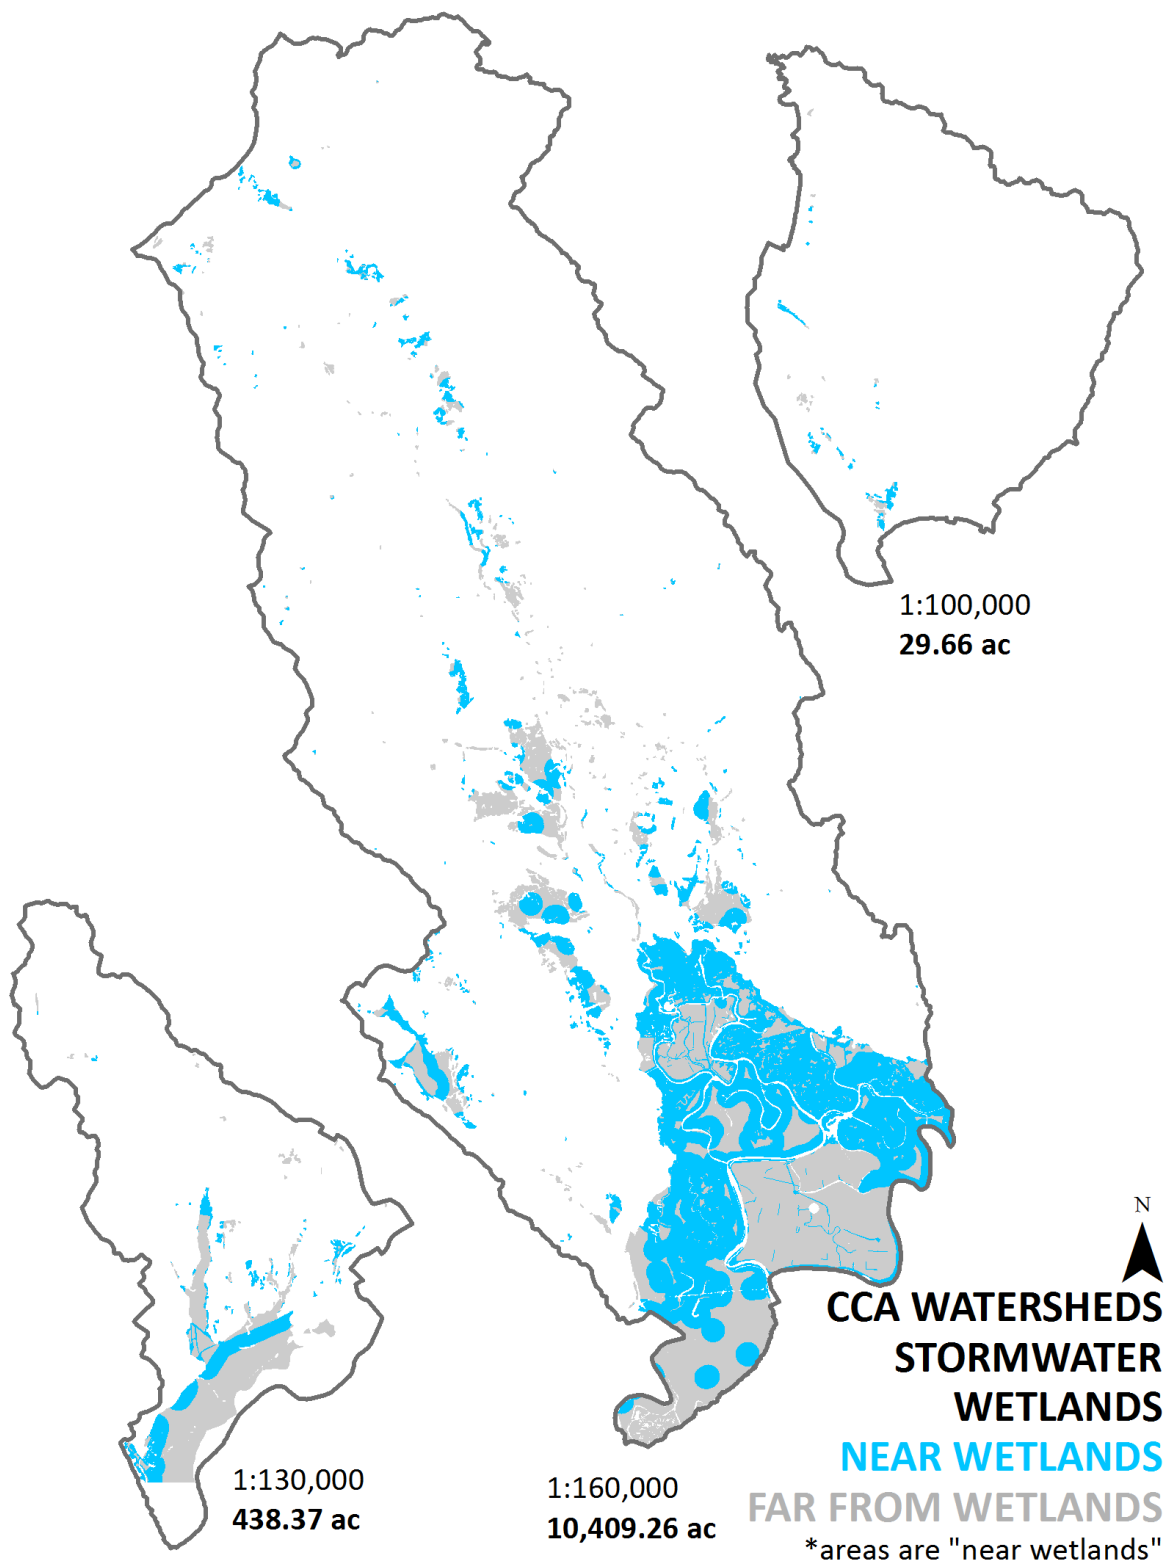 1:100,000
29.66 ac
N
CCA WATERSHEDS
STORMWATER
WETLANDS
NEAR WETLANDS
FAR FROM WETLANDS
*areas are "near wetlands"
1:130,000
438.37 ac
1:160,000
10,409.26 ac